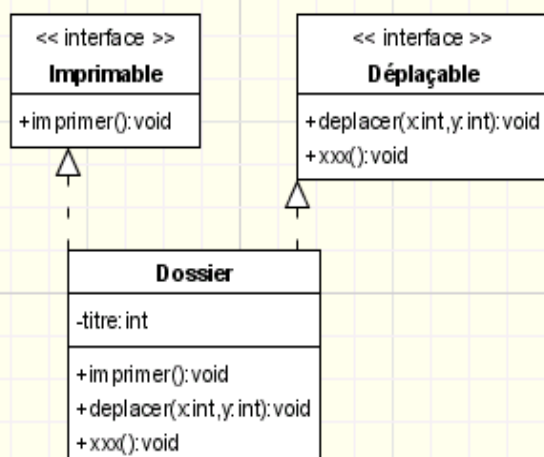 << interface >>
Imprimable
+imprimer():void
<< interface >>
Déplaçable
+deplacer(x:int,y:int):void
+xxx():void
Dossier
-titre:int
+imprimer():void
+deplacer(x:int,y:int):void
+xxx():void